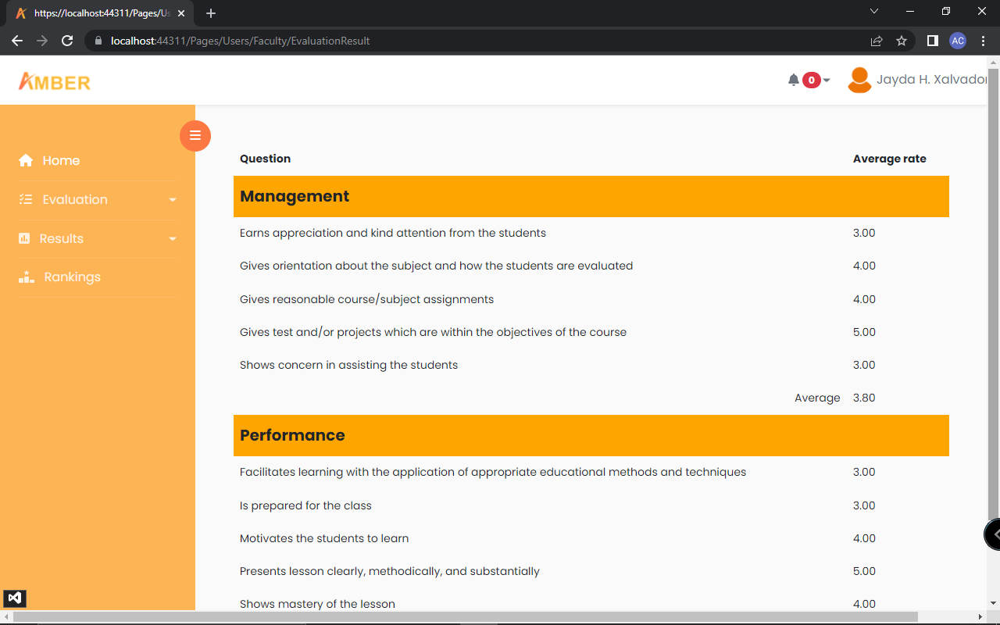 https://localhost:44311/Pages/Us
localhost:44311/Pages/Users/Faculty/EvaluationResult
AC
AMBER
0
Jayda H. Xalvador
Home
Evaluation
Results
Rankings
Question Average rate
Management
Earns appreciation and kind attention from the students 3.00
Gives orientation about the subject and how the students are evaluated 4.00
Gives reasonable course/subject assignments 4.00
Gives test and/or projects which are within the objectives of the course 5.00
Shows concern in assisting the students 3.00
Average 3.80
Performance
Facilitates learning with the application of appropriate educational methods and techniques 3.00
Is prepared for the class 3.00
Motivates the students to learn 4.00
Presents lesson clearly, methodically, and substantially 5.00
Shows mastery of the lesson 4.00